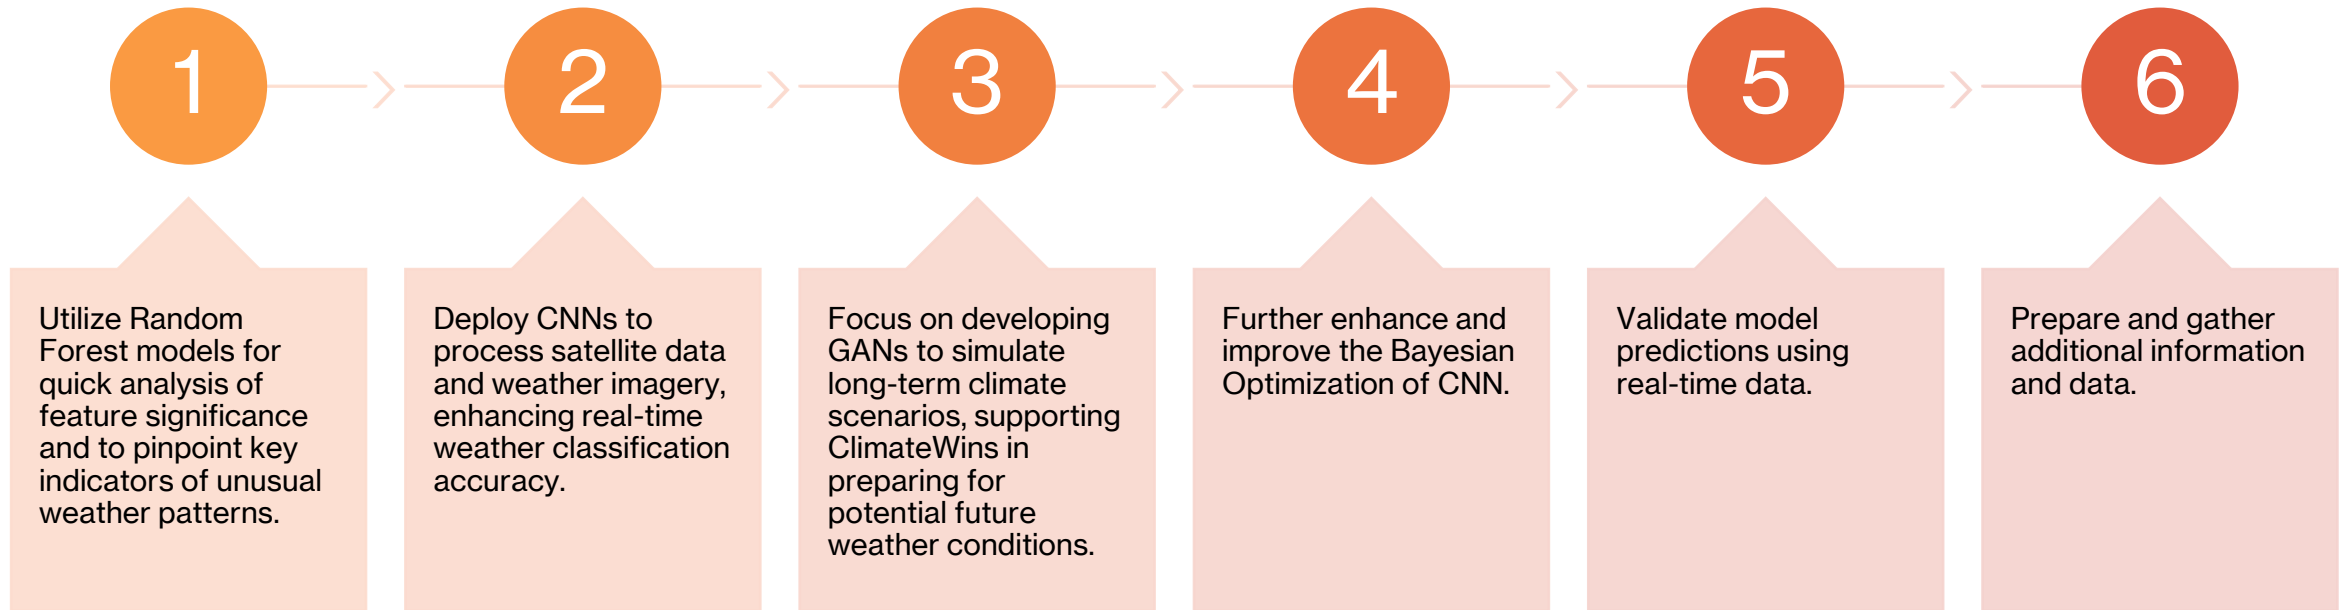 1
2
3
4
5
6
Utilize Random
Forest models for
quick analysis of
feature significance
and to pinpoint key
indicators of unusual
weather patterns.
Deploy CNNs to
process satellite data
and weather imagery,
enhancing real-time
weather classification
accuracy.
Focus on developing
GANs to simulate
long-term climate
scenarios, supporting
ClimateWins in
preparing for
potential future
weather conditions.
Further enhance and
improve the Bayesian
Optimization of CNN.
Validate model
predictions using
real-time data.
Prepare and gather
additional information
and data.